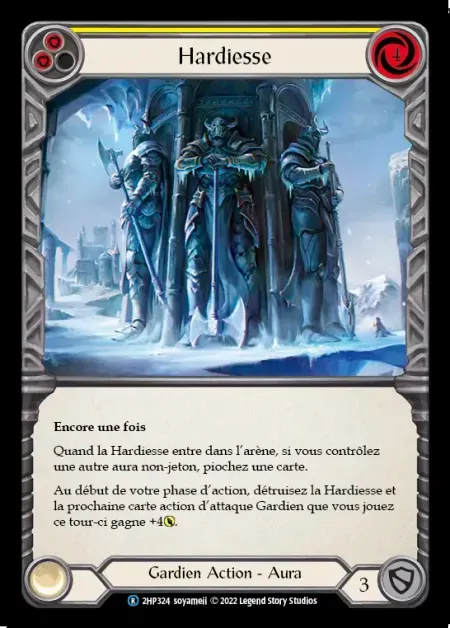 Hardiesse
4
Encore une fois
Quand la Hardiesse entre dans l'arène, si vous contrôlez
une autre aura non-jeton, piochez une carte.
Au début de votre phase d'action, détruisez la Hardiesse et
la prochaine carte action d'attaque Gardien que vous jouez
ce tour-ci gagne +4.
Gardien Action - Aura
3
R 2HP324 soyameii © 2022 Legend Story Studios